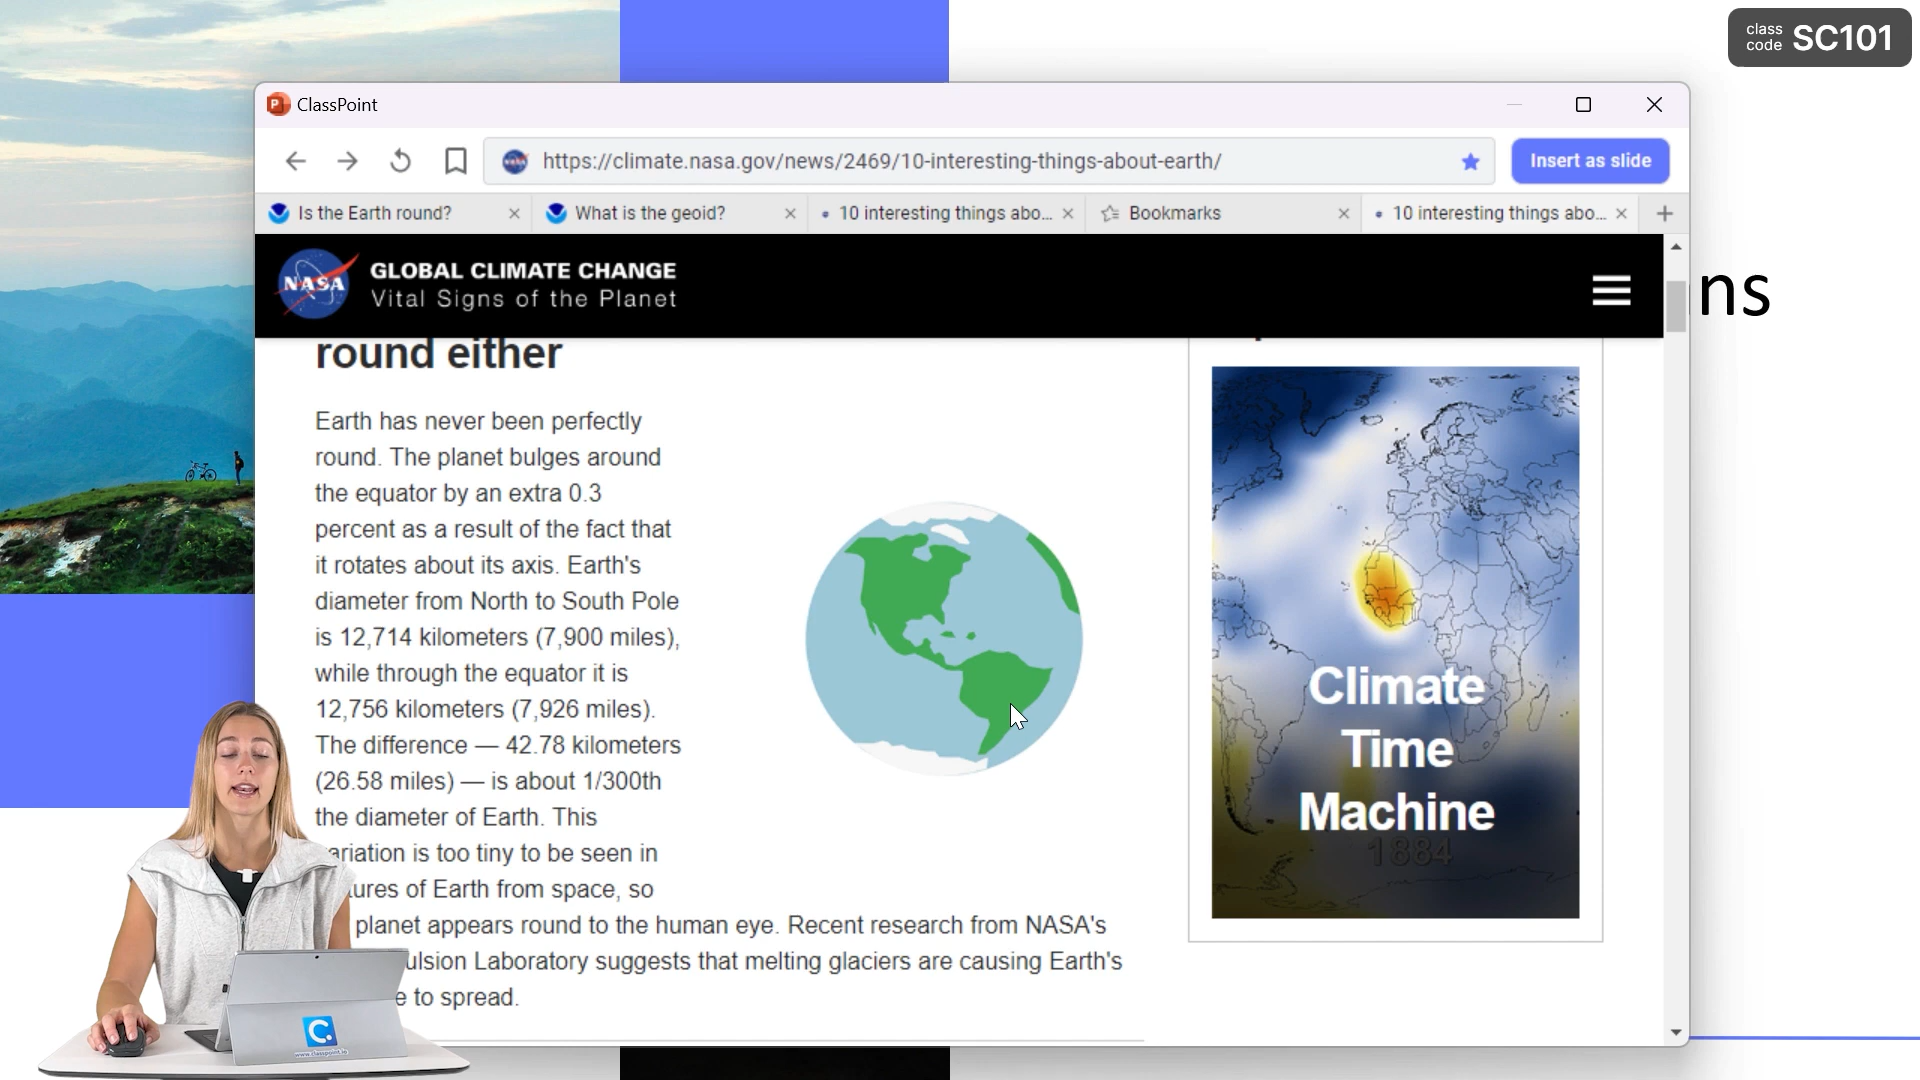 class
code SC101
ClassPoint
https://climate.nasa.gov/news/2469/10-interesting-things-about-earth/
Insert as slide
Is the Earth round?
What is the geoid?
10 interesting things abo...
Bookmarks
10 interesting things abo...
NASA
GLOBAL CLIMATE CHANGE
Vital Signs of the Planet
ns
round either
Earth has never been perfectly
round. The planet bulges around
the equator by an extra 0.3
percent as a result of the fact that
it rotates about its axis. Earth's
diameter from North to South Pole
is 12,714 kilometers (7,900 miles),
while through the equator it is
12,756 kilometers (7,926 miles).
The difference — 42.78 kilometers
(26.58 miles) — is about 1/300th
the diameter of Earth. This
ariation is too tiny to be seen in
tures of Earth from space, so
planet appears round to the human eye. Recent research from NASA's
ulsion Laboratory suggests that melting glaciers are causing Earth's
e to spread.
Climate
Time
Machine
1884
C.
www.classpoint.io